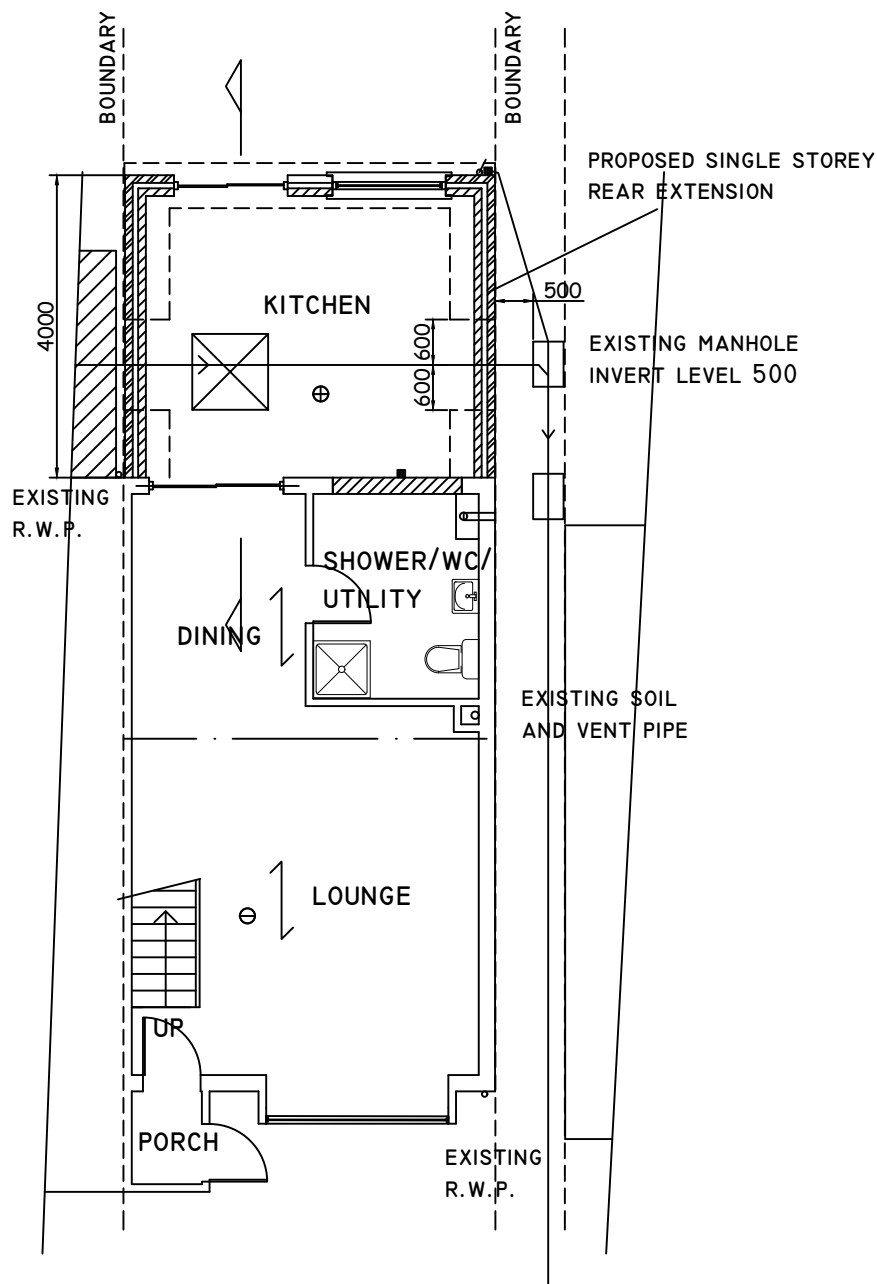 BOUNDARY
BOUNDARY
PROPOSED SINGLE STOREY
REAR EXTENSION
4000
KITCHEN
500
600
600
EXISTING MANHOLE
INVERT LEVEL 500
EXISTING
R.W.P.
SHOWER/WC/
UTILITY
DINING
EXISTING SOIL
AND VENT PIPE
LOUNGE
UP
PORCH
EXISTING
R.W.P.